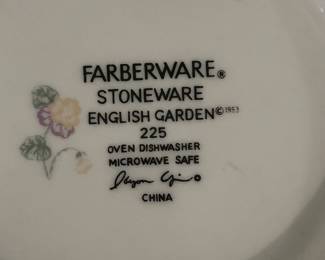 FARBERWARE®
STONEWARE
ENGLISH GARDEN©1993
225
OVEN DISHWASHER
MICROWAVE SAFE
CHINA